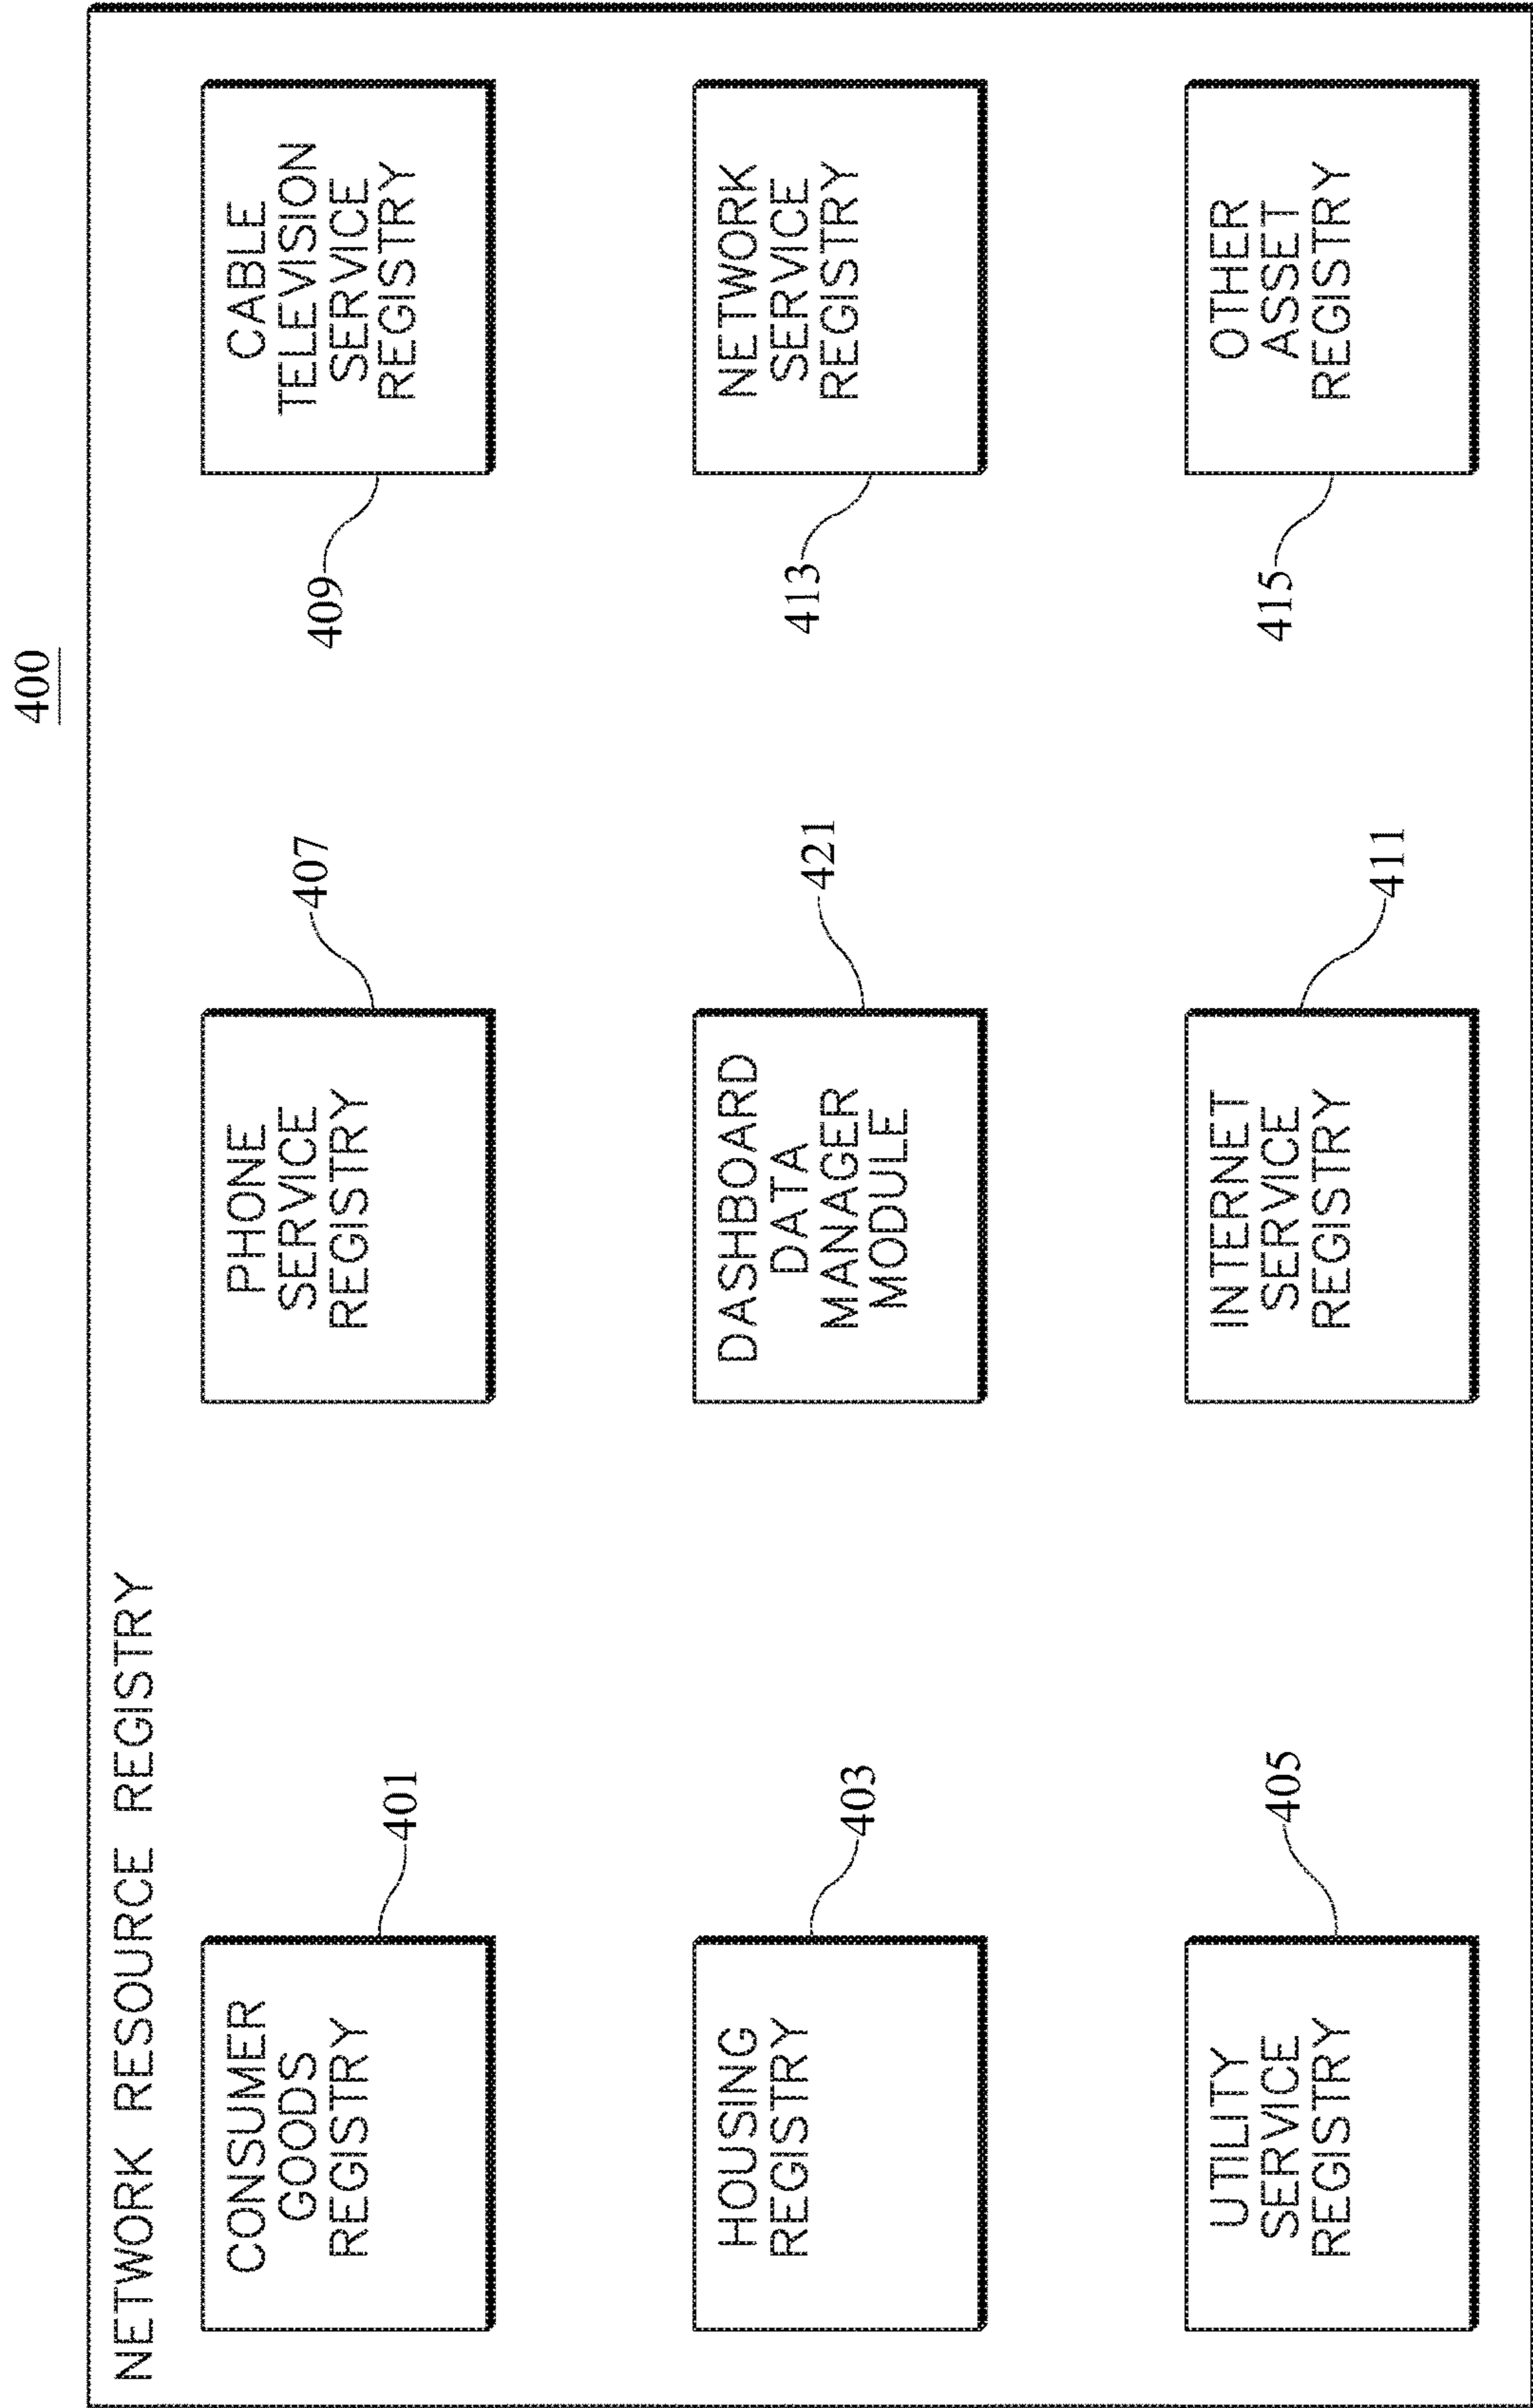 400
NETWORK RESOURCE REGISTRY
CONSUMER
GOODS
REGISTRY
401
PHONE
SERVICE
REGISTRY
407
CABLE
TELEVISION
SERVICE
REGISTRY
409
HOUSING
REGISTRY
403
DASHBOARD
DATA
MANAGER
MODULE
421
NETWORK
SERVICE
REGISTRY
413
UTILITY
SERVICE
REGISTRY
405
INTERNET
SERVICE
REGISTRY
411
OTHER
ASSET
REGISTRY
415